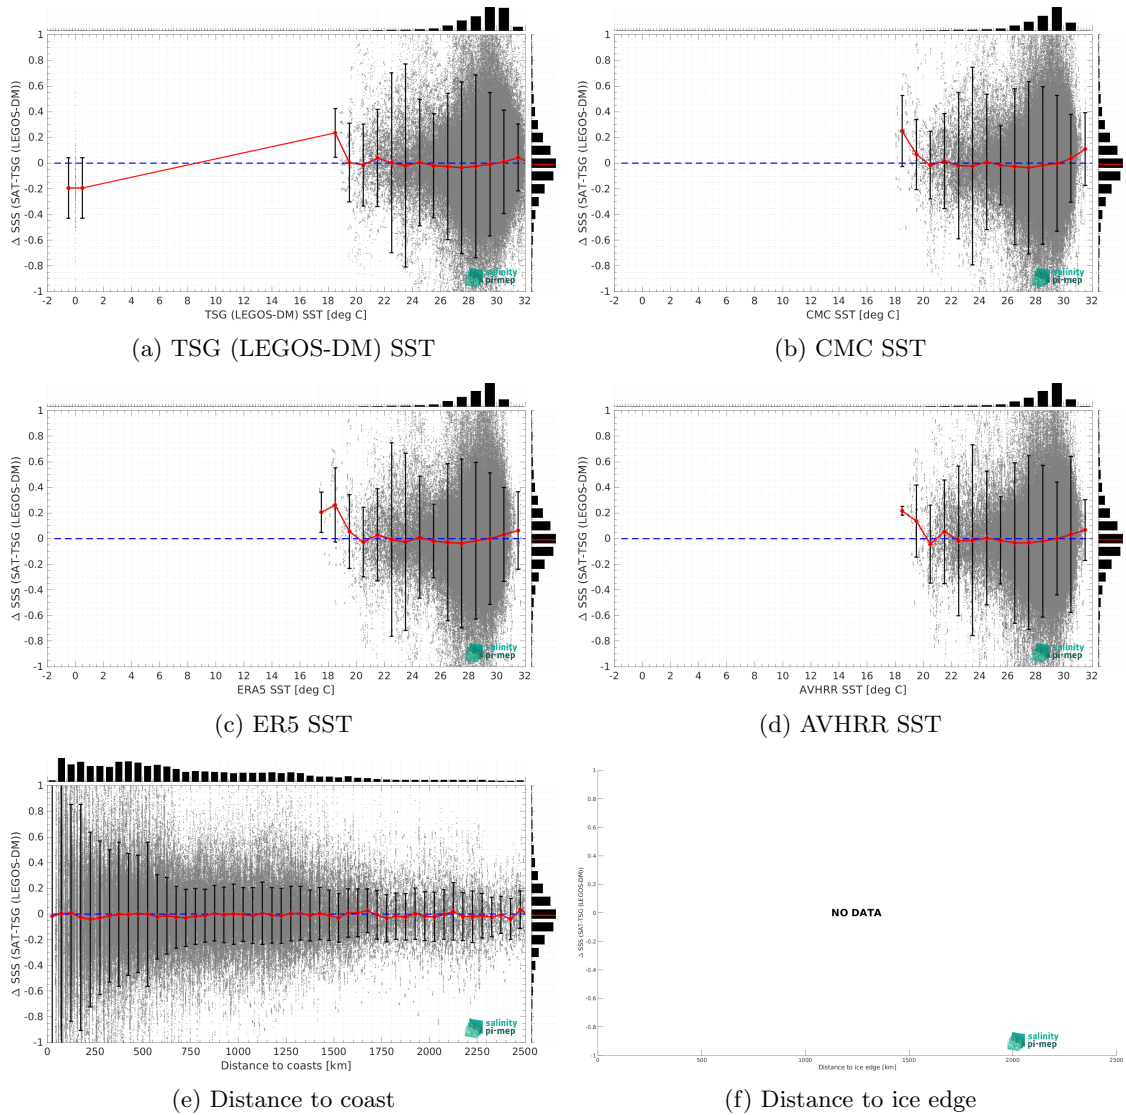 1
0.8
0.6
0.4
0.2
0
-0.2
-0.4
-0.6
-0.8
-1
Δ SSS (SAT-TSG (LEGOS-DM))
-2 0 2 4 6 8 10 12 14 16 18 20 22 24 26 28 30 32
TSG (LEGOS-DM) SST [deg C]
salinity
pi-mep
(a) TSG (LEGOS-DM) SST
1
0.8
0.6
0.4
0.2
0
-0.2
-0.4
-0.6
-0.8
-1
Δ SSS (SAT-TSG (LEGOS-DM))
-2 0 2 4 6 8 10 12 14 16 18 20 22 24 26 28 30 32
CMC SST [deg C]
salinity
pi-mep
(b) CMC SST
1
0.8
0.6
0.4
0.2
0
-0.2
-0.4
-0.6
-0.8
-1
Δ SSS (SAT-TSG (LEGOS-DM))
-2 0 2 4 6 8 10 12 14 16 18 20 22 24 26 28 30 32
ERA5 SST [deg C]
salinity
pi-mep
(c) ER5 SST
1
0.8
0.6
0.4
0.2
0
-0.2
-0.4
-0.6
-0.8
-1
Δ SSS (SAT-TSG (LEGOS-DM))
-2 0 2 4 6 8 10 12 14 16 18 20 22 24 26 28 30 32
AVHRR SST [deg C]
salinity
pi-mep
(d) AVHRR SST
1
0.8
0.6
0.4
0.2
0
-0.2
-0.4
-0.6
-0.8
-1
Δ SSS (SAT-TSG (LEGOS-DM))
0 250 500 750 1000 1250 1500 1750 2000 2250 2500
Distance to coasts [km]
salinity
pi-mep
(e) Distance to coast
1
0.8
0.6
0.4
0.2
0
-0.2
-0.4
-0.6
-0.8
-1
Δ SSS (SAT-TSG (LEGOS-DM))
NO DATA
0 500 1000 1500 2000 2500
Distance to ice edge [km]
salinity
pi-mep
(f) Distance to ice edge